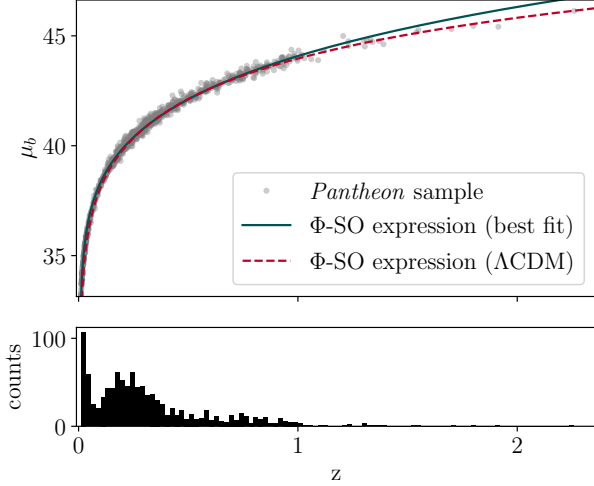 45
40
35
μ_b
Pantheon sample
Φ-SO expression (best fit)
Φ-SO expression (ΛCDM)
100
0
counts
0
1
2
z